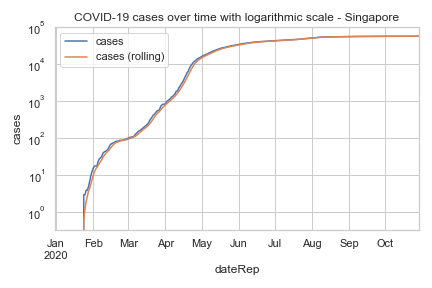 COVID-19 cases over time with logarithmic scale - Singapore
cases
cases (rolling)
10^5
10^4
10^3
10^2
10^1
10^0
cases
Jan Feb Mar Apr May Jun Jul Aug Sep Oct
2020
dateRep